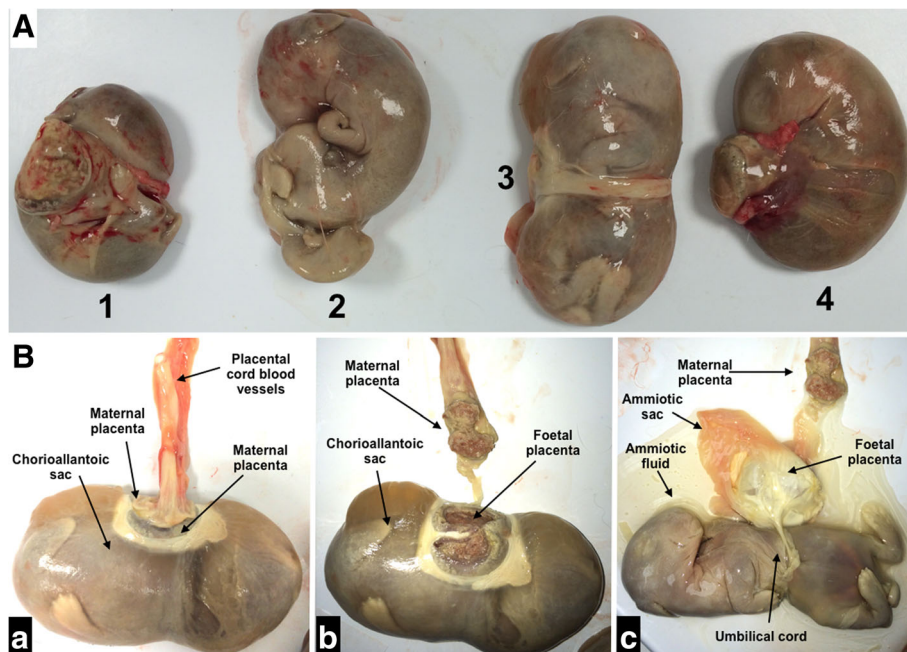 A
1
2
3
4
B
Placental
cord blood
vessels
Maternal
placenta
Maternal
placenta
Chorioallantoic
sac
a
Maternal
placenta
Chorioallantoic
sac
Foetal
placenta
b
Maternal
placenta
Ammiotic
sac
Ammiotic
fluid
Foetal
placenta
Umbilical cord
c